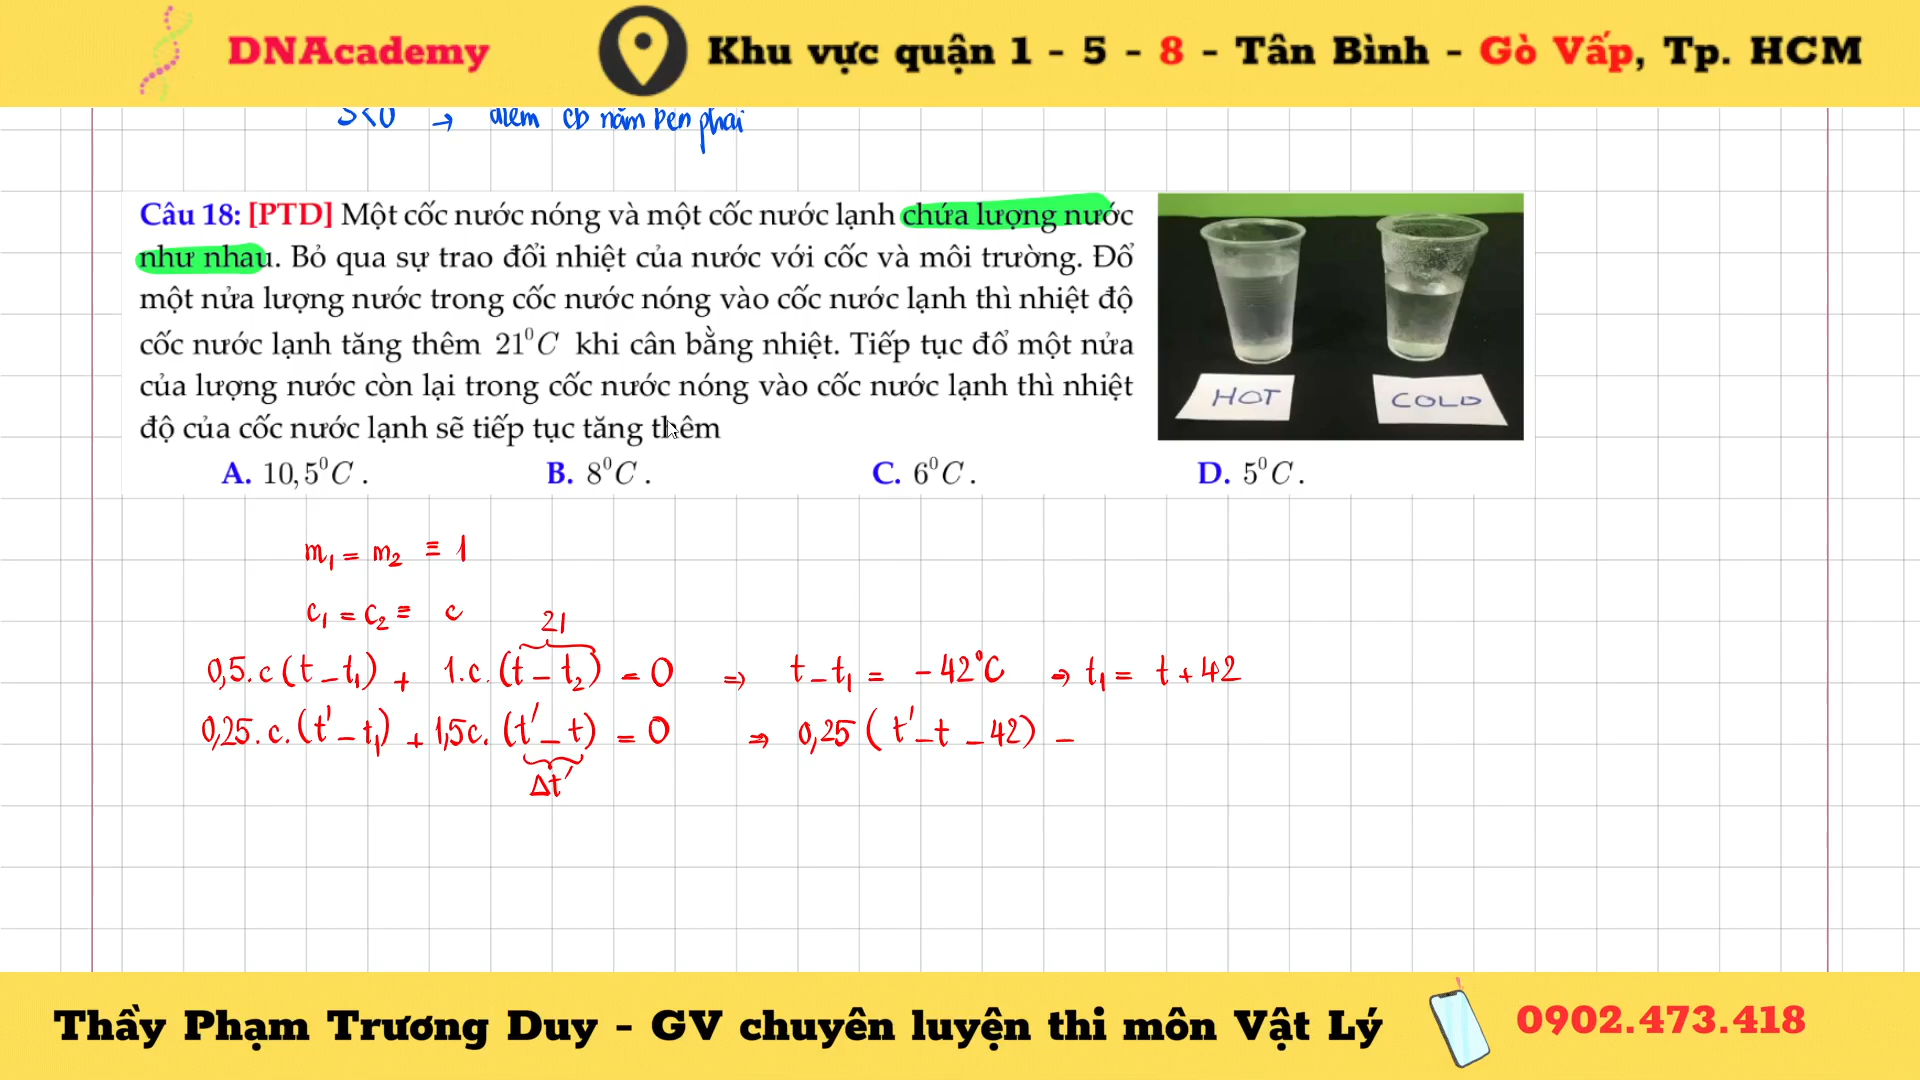 DNAcademy
Khu vực quận 1 - 5 - 8 - Tân Bình - Gò Vấp, Tp. HCM
→ điểm cb nằm bên phải
Câu 18: [PTD] Một cốc nước nóng và một cốc nước lạnh chứa lượng nước
như nhau. Bỏ qua sự trao đổi nhiệt của nước với cốc và môi trường. Đổ
một nửa lượng nước trong cốc nước nóng vào cốc nước lạnh thì nhiệt độ
cốc nước lạnh tăng thêm 21⁰C khi cân bằng nhiệt. Tiếp tục đổ một nửa
của lượng nước còn lại trong cốc nước nóng vào cốc nước lạnh thì nhiệt
độ của cốc nước lạnh sẽ tiếp tục tăng thêm
HOT
COLD
A. 10,5⁰C . B. 8⁰C . C. 6⁰C . D. 5⁰C .
m₁ = m₂ ≡ 1
c₁ = c₂ ≡ c
21
0,5.c(t – t₁) + 1.c.(t – t₂) = 0 ⇒ t – t₁ = – 42°C ⇒ t₁ = t + 42
0,25.c.(t' – t₁) + 1,5c.(t' – t) = 0 ⇒ 0,25(t' – t – 42) –
Δt'
Thầy Phạm Trương Duy - GV chuyên luyện thi môn Vật Lý
0902.473.418